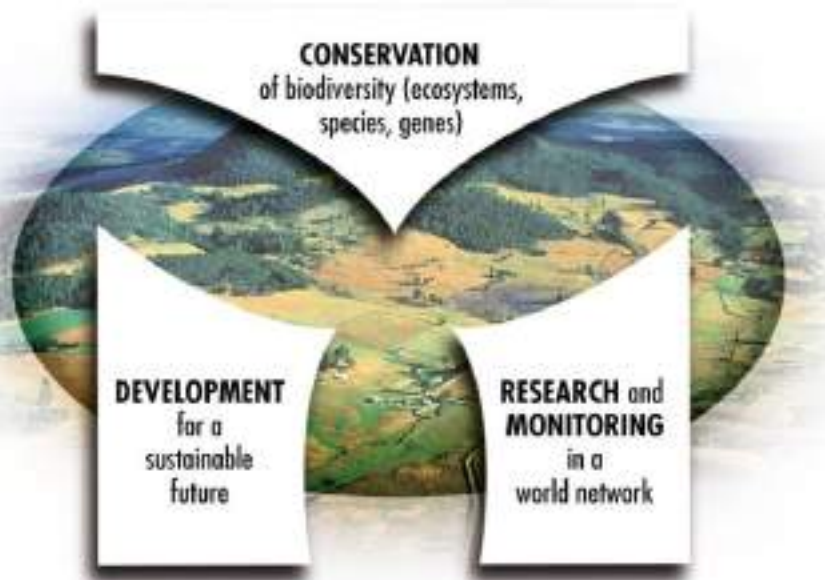 CONSERVATION
of biodiversity (ecosystems,
species, genes)
DEVELOPMENT
for a
sustainable
future
RESEARCH and
MONITORING
in a
world network